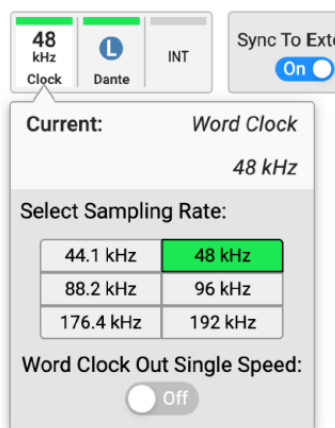 48
kHz
Clock
L
Dante
INT
Sync To Exte
On
Current: Word Clock
48 kHz
Select Sampling Rate:
44.1 kHz 48 kHz
88.2 kHz 96 kHz
176.4 kHz 192 kHz
Word Clock Out Single Speed:
Off